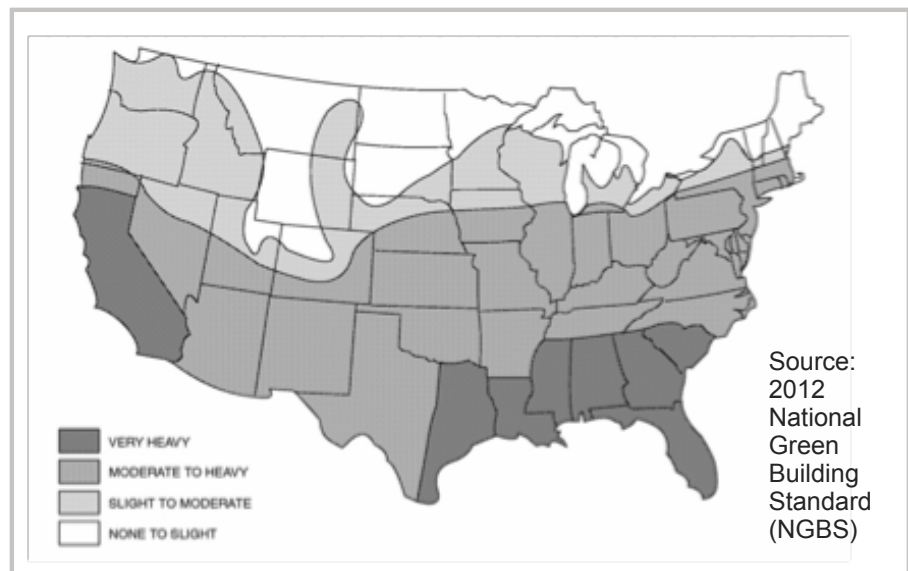 VERY HEAVY
MODERATE TO HEAVY
SLIGHT TO MODERATE
NONE TO SLIGHT
Source:
2012
National
Green
Building
Standard
(NGBS)